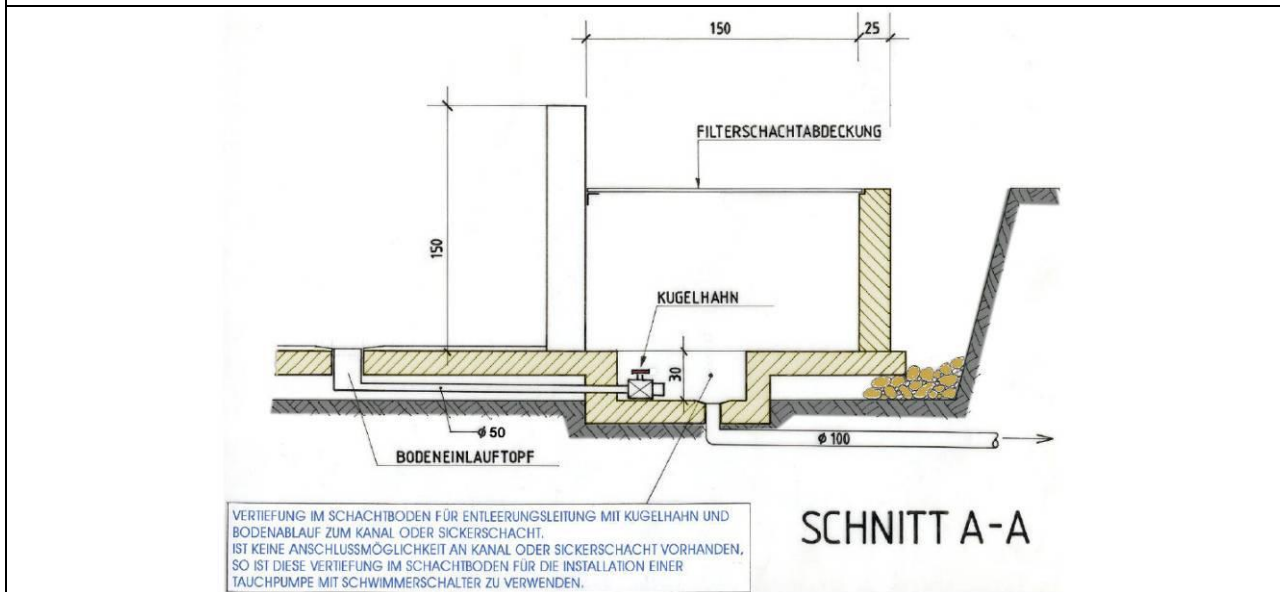 150
25
FILTERSCHACHTABDECKUNG
150
KUGELHAHN
30
ø 50
ø 100
BODENEINLAUFTOPF
VERTIEFUNG IM SCHACHTBODEN FÜR ENTLEERUNGSLEITUNG MIT KUGELHAHN UND
BODENABLAUF ZUM KANAL ODER SICKERSCHACHT.
IST KEINE ANSCHLUSSMÖGLICHKEIT AN KANAL ODER SICKERSCHACHT VORHANDEN,
SO IST DIESE VERTIEFUNG IM SCHACHTBODEN FÜR DIE INSTALLATION EINER
TAUCHPUMPE MIT SCHWIMMERSCHALTER ZU VERWENDEN.
SCHNITT A-A